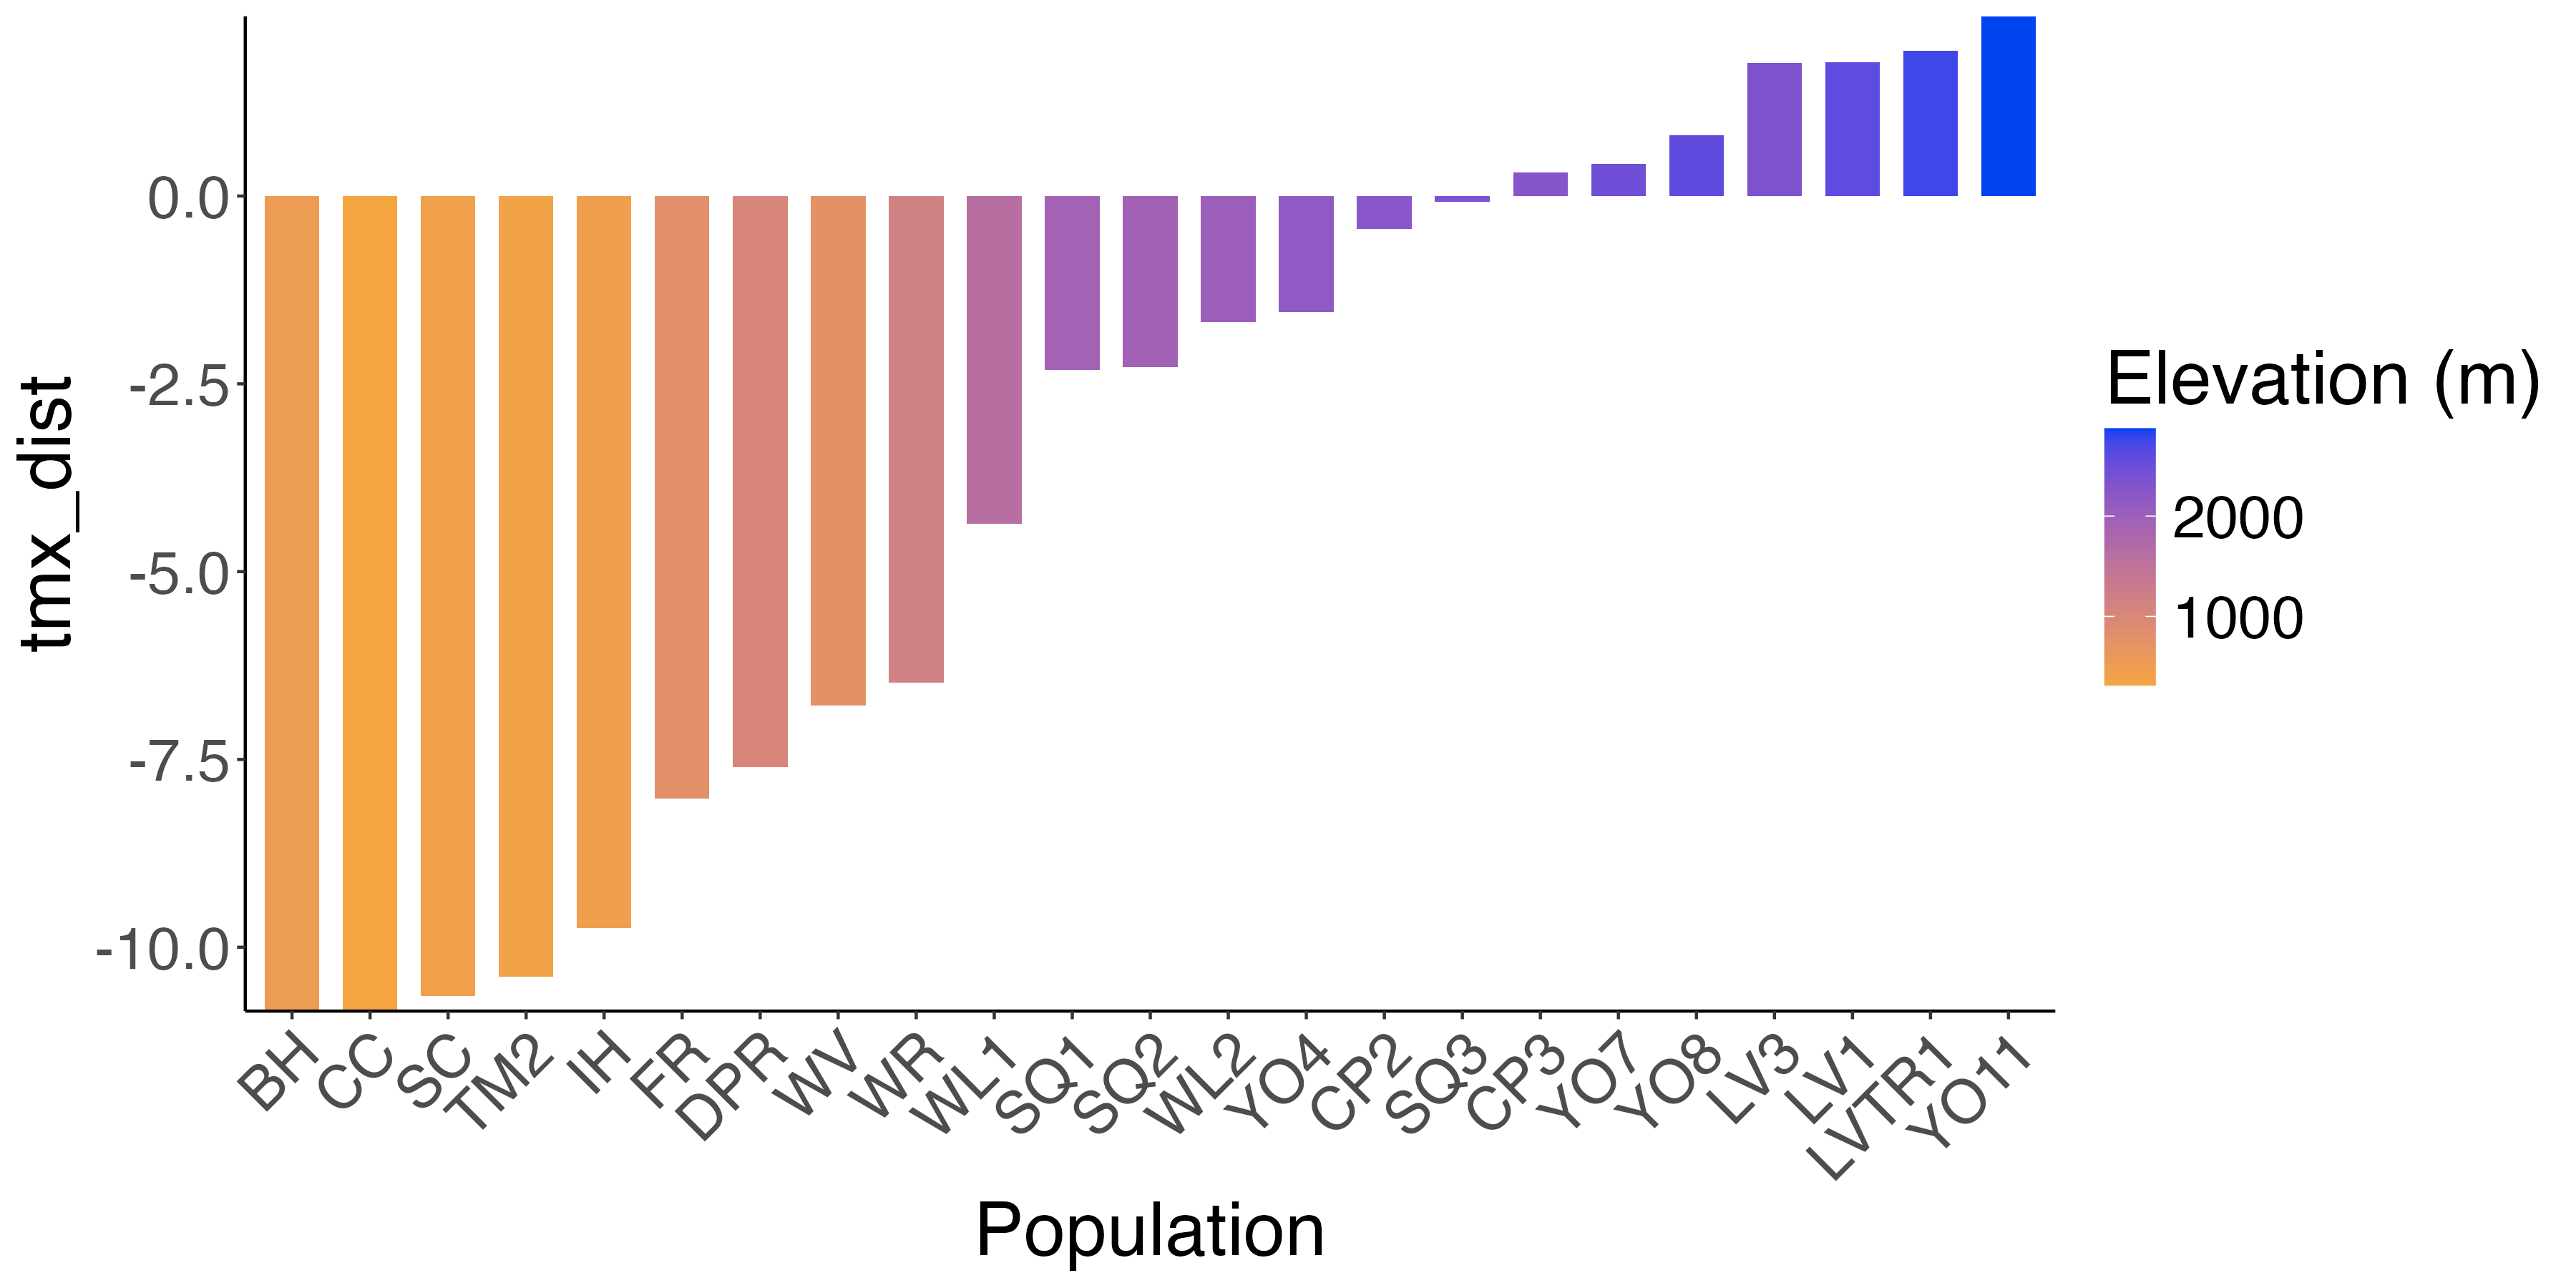 tmx_dist
0.0
-2.5
-5.0
-7.5
-10.0
BH
CC
SC
TM2
IH
FR
DPR
WV
WR
WL1
SQ1
SQ2
WL2
YO4
CP2
SQ3
CP3
YO7
YO8
LV3
LV1
LVTR1
YO11
Population
Elevation (m)
2000
1000